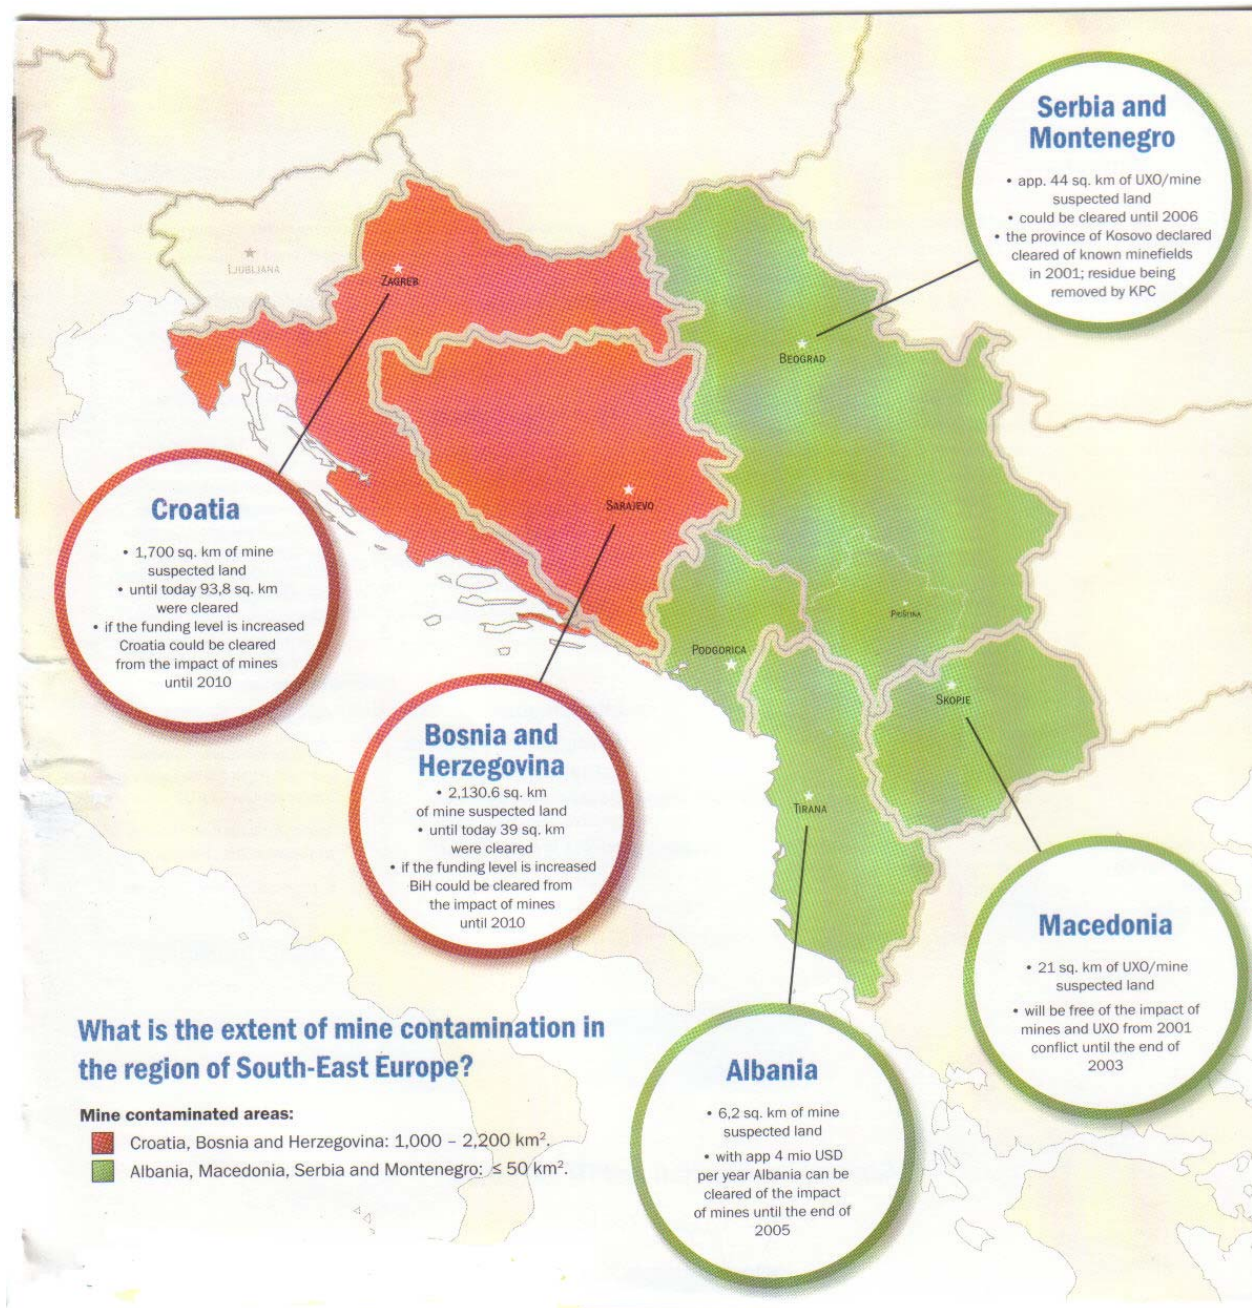 Serbia and
Montenegro
• app. 44 sq. km of UXO/mine
suspected land
• could be cleared until 2006
• the province of Kosovo declared
cleared of known minefields
in 2001; residue being
removed by KPC
LJUBLJANA
ZAGREB
BEOGRAD
SARAJEVO
PRIŠTINA
PODGORICA
SKOPJE
TIRANA
Croatia
• 1,700 sq. km of mine
suspected land
• until today 93,8 sq. km
were cleared
• if the funding level is increased
Croatia could be cleared
from the impact of mines
until 2010
Bosnia and
Herzegovina
• 2,130.6 sq. km
of mine suspected land
• until today 39 sq. km
were cleared
• if the funding level is increased
BiH could be cleared from
the impact of mines
until 2010
Macedonia
• 21 sq. km of UXO/mine
suspected land
• will be free of the impact of
mines and UXO from 2001
conflict until the end of
2003
Albania
• 6,2 sq. km of mine
suspected land
• with app 4 mio USD
per year Albania can be
cleared of the impact
of mines until the end of
2005
What is the extent of mine contamination in
the region of South-East Europe?
Mine contaminated areas:
Croatia, Bosnia and Herzegovina: 1,000 – 2,200 km².
Albania, Macedonia, Serbia and Montenegro: ≤ 50 km².